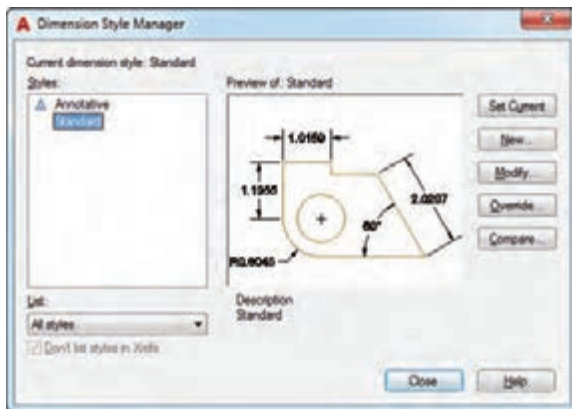 Dimension Style Manager
Current dimension style: Standard
Styles:
Annotative
Standard
Preview of: Standard
1.0159
1.1955
2.0207
60°
R0.8045
Set Current
New...
Modify...
Override...
Compare...
List:
All styles
Don't list styles in Xrefs
Description
Standard
Close
Help